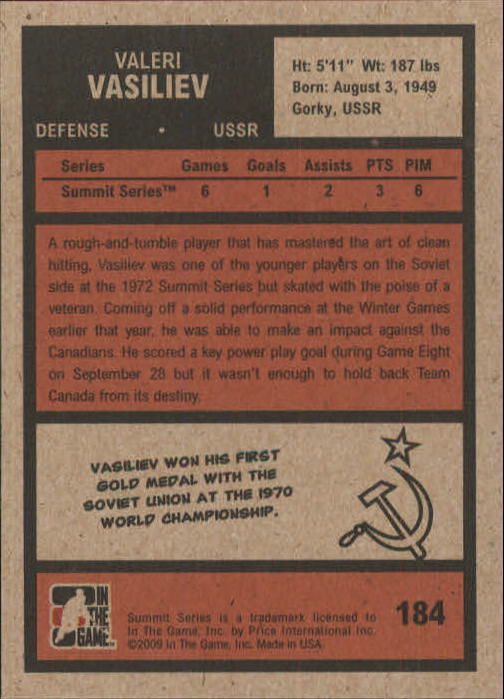 VALERI
VASILIEV
DEFENSE • USSR
Ht: 5'11" Wt: 187 lbs
Born: August 3, 1949
Gorky, USSR
Series Games Goals Assists PTS PIM
Summit Series™ 6 1 2 3 6
A rough-and-tumble player that has mastered the art of clean
hitting, Vasiliev was one of the younger players on the Soviet
side at the 1972 Summit Series but skated with the poise of a
veteran. Coming off a solid performance at the Winter Games
earlier that year, he was able to make an impact against the
Canadians. He scored a key power play goal during Game Eight
on September 28 but it wasn't enough to hold back Team
Canada from its destiny.
VASILIEV WON HIS FIRST
GOLD MEDAL WITH THE
SOVIET UNION AT THE 1970
WORLD CHAMPIONSHIP.
IN
THE
GAME
Summit Series is a trademark licensed to
In The Game, Inc. by Price International Inc.
©2009 In The Game, Inc. Made in USA.
184